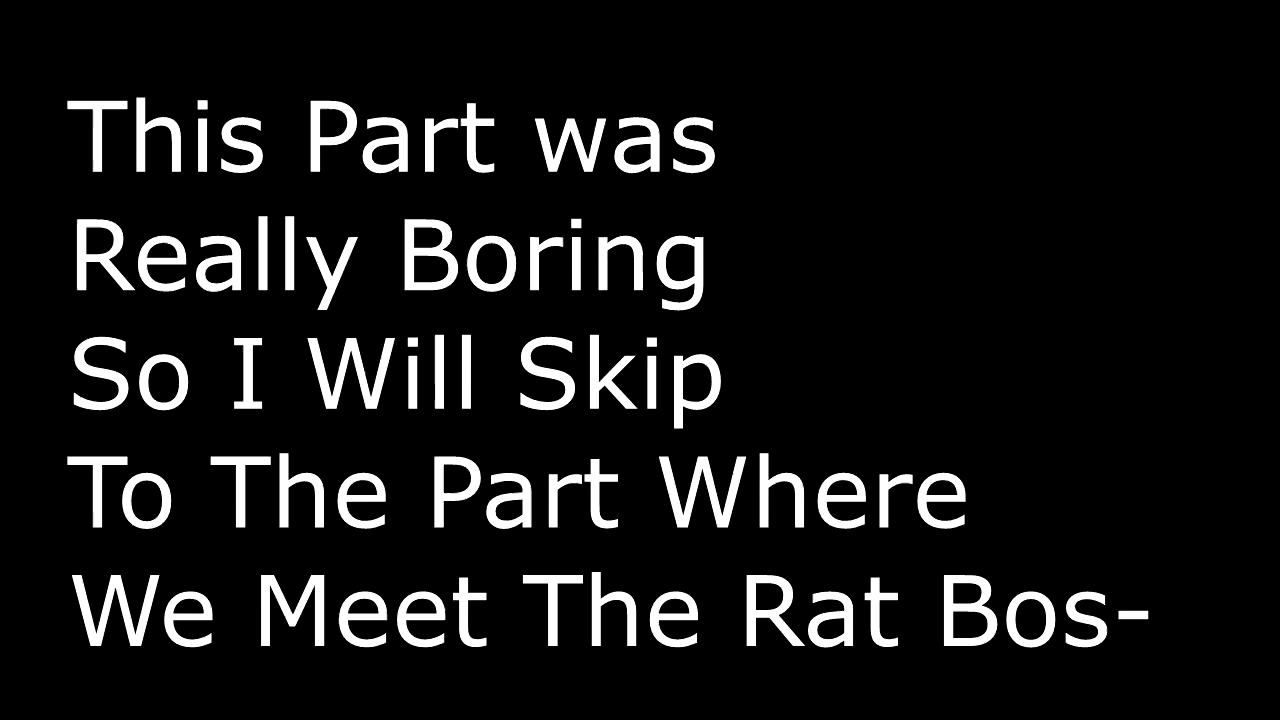 This Part was
Really Boring
So I Will Skip
To The Part Where
We Meet The Rat Bos-